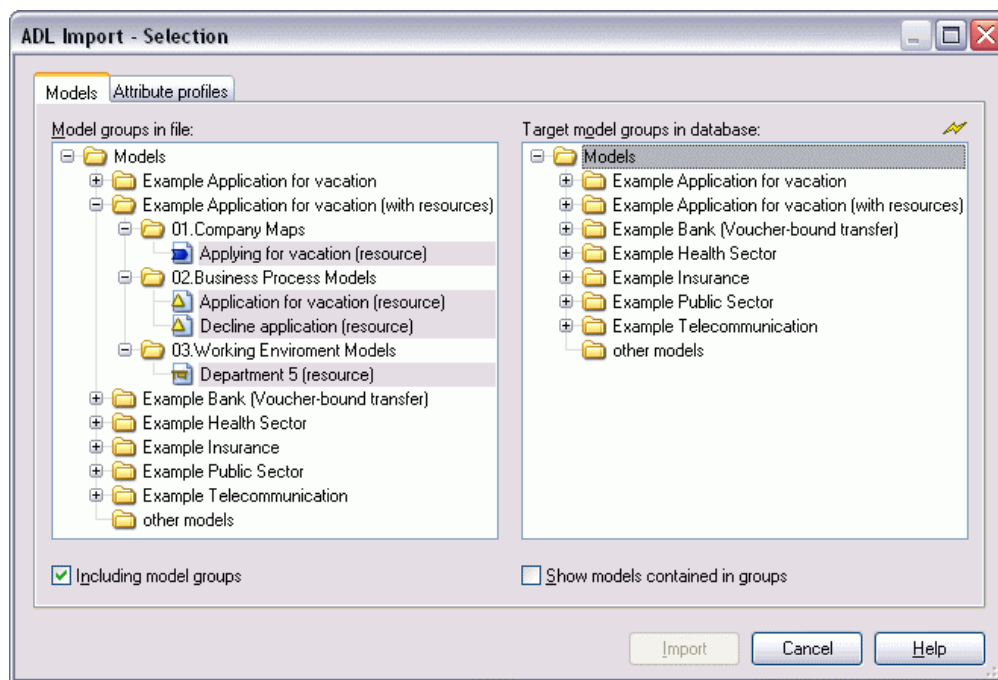 ADL Import - Selection
Models
Attribute profiles
Model groups in file:
Models
Example Application for vacation
Example Application for vacation (with resources)
01.Company Maps
Applying for vacation (resource)
02.Business Process Models
Application for vacation (resource)
Decline application (resource)
03.Working Enviroment Models
Department 5 (resource)
Example Bank (Voucher-bound transfer)
Example Health Sector
Example Insurance
Example Public Sector
Example Telecommunication
other models
Including model groups
Target model groups in database:
Models
Example Application for vacation
Example Application for vacation (with resources)
Example Bank (Voucher-bound transfer)
Example Health Sector
Example Insurance
Example Public Sector
Example Telecommunication
other models
Show models contained in groups
Import
Cancel
Help